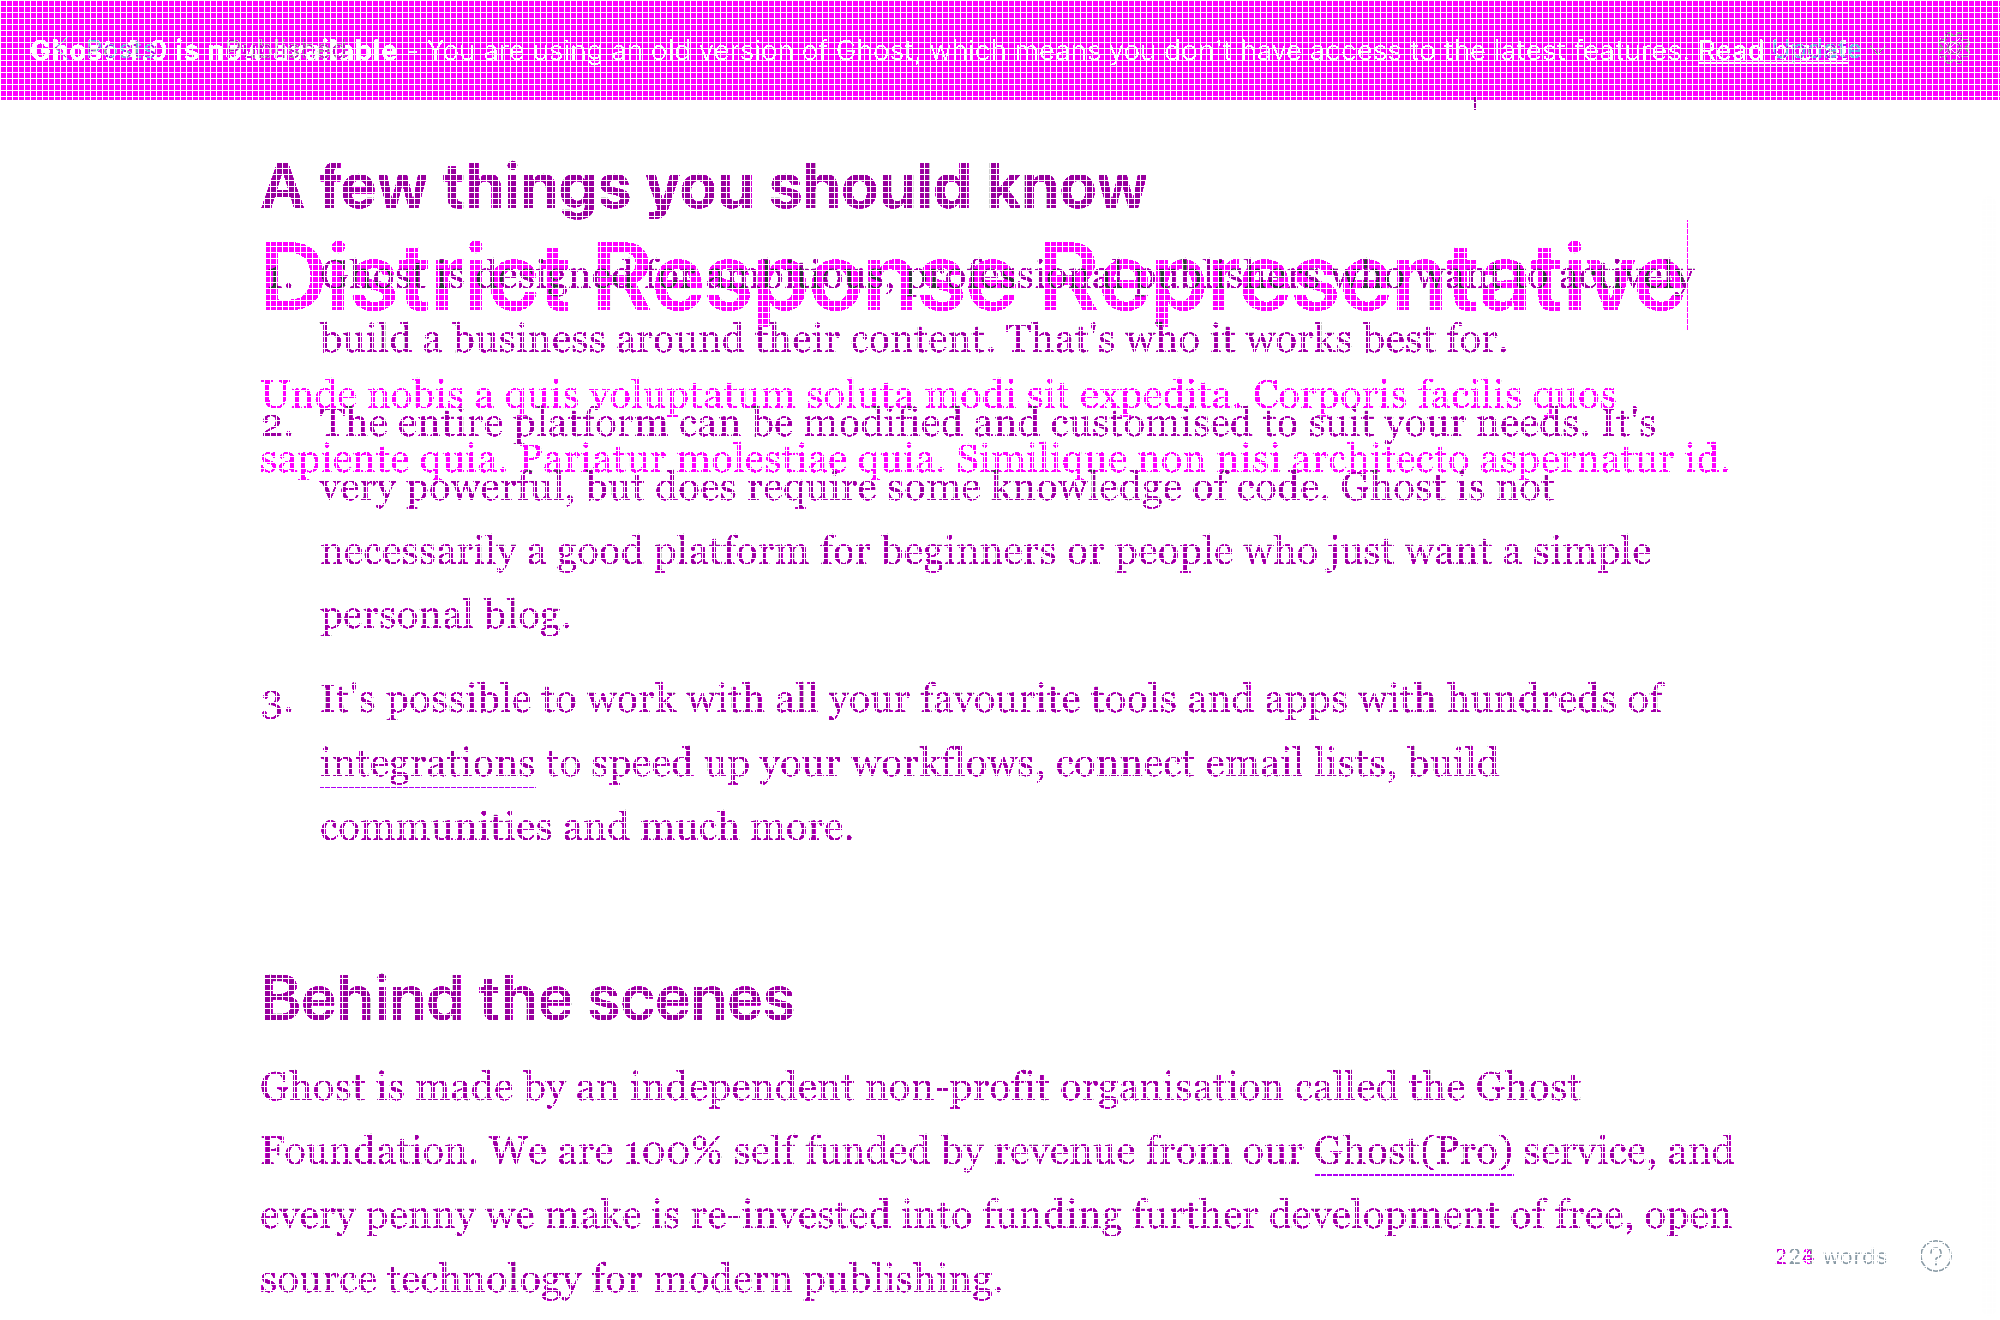 is now available - You are using an old version of Ghost, which means you don't have access to the latest features. Read
A few things you should know
District Response Representative
1. Ghost is designed for ambitious, professional publishers who want to actively
build a business around their content. That's who it works best for.
Unde nobis a quis voluptatum soluta modi sit expedita. Corporis facilis quos
2. The entire platform can be modified and customised to suit your needs. It's
sapiente quia. Pariatur molestiae quia. Similique non nisi architecto aspernatur id.
very powerful, but does require some knowledge of code. Ghost is not
necessarily a good platform for beginners or people who just want a simple
personal blog.
3. It's possible to work with all your favourite tools and apps with hundreds of
integrations to speed up your workflows, connect email lists, build
communities and much more.
Behind the scenes
Ghost is made by an independent non-profit organisation called the Ghost
Foundation. We are 100% self funded by revenue from our Ghost(Pro) service, and
every penny we make is re-invested into funding further development of free, open
words ?
source technology for modern publishing.